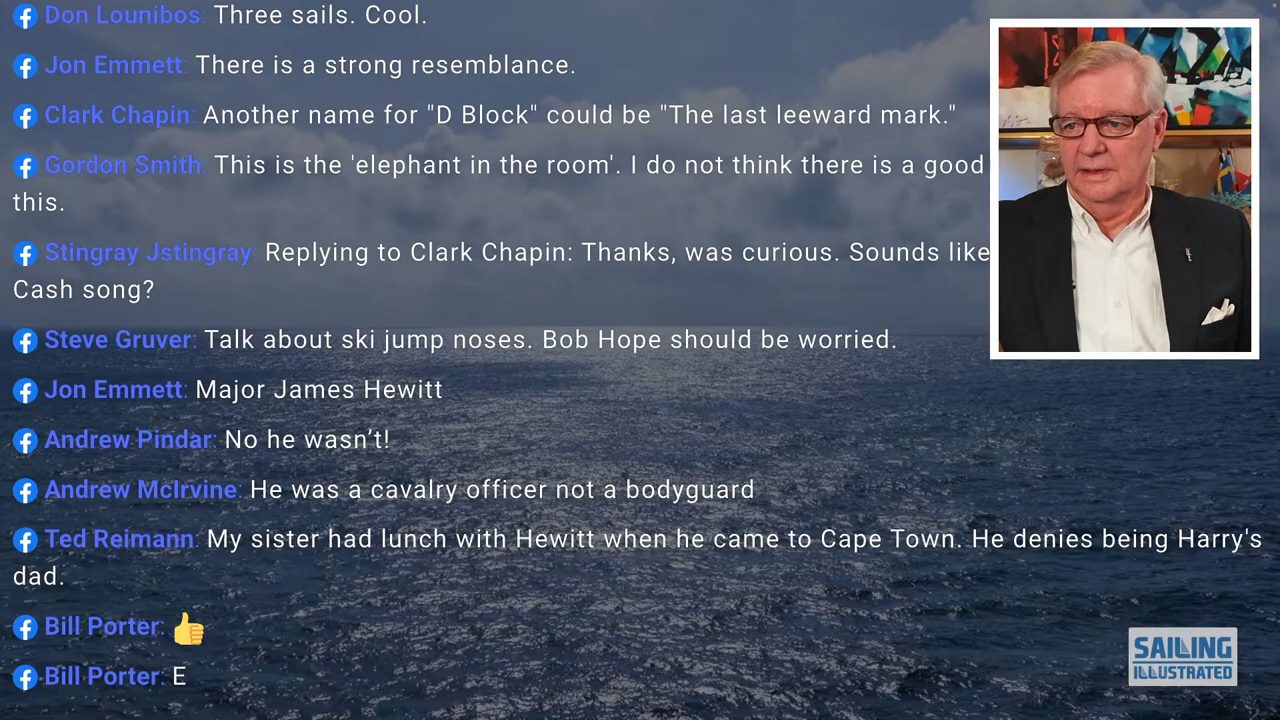 Don Lounibos: Three sails. Cool.
Jon Emmett: There is a strong resemblance.
Clark Chapin: Another name for "D Block" could be "The last leeward mark."
Gordon Smith: This is the 'elephant in the room'. I do not think there is a good
this.
Stingray Jstingray: Replying to Clark Chapin: Thanks, was curious. Sounds like
Cash song?
Steve Gruver: Talk about ski jump noses. Bob Hope should be worried.
Jon Emmett: Major James Hewitt
Andrew Pindar: No he wasn’t!
Andrew McIrvine: He was a cavalry officer not a bodyguard
Ted Reimann: My sister had lunch with Hewitt when he came to Cape Town. He denies being Harry's
dad.
Bill Porter: 👍
Bill Porter: E
SAILING
ILLUSTRATED